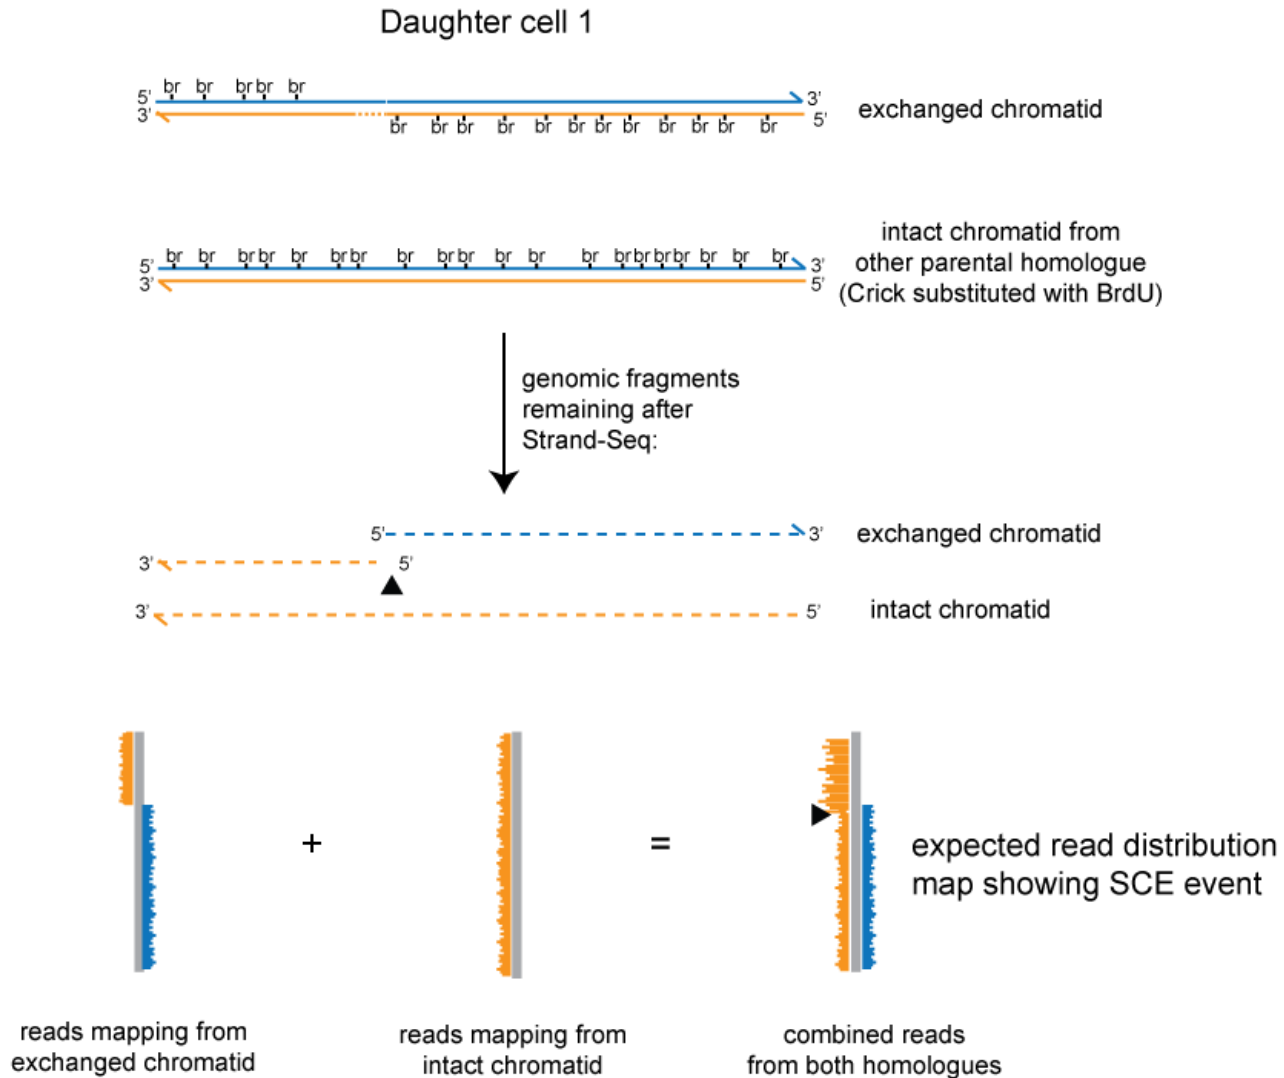 Daughter cell 1
br br br br br
5' 3'
3' 5'
br br br br br br br br br br br br
exchanged chromatid
intact chromatid from
other parental homologue
(Crick substituted with BrdU)
br br br br br br br br br br br br br br br br br br br
5' 3'
3' 5'
genomic fragments
remaining after
Strand-Seq:
5' 3' exchanged chromatid
3' 5'
3' 5' intact chromatid
+ =
expected read distribution
map showing SCE event
reads mapping from
exchanged chromatid
reads mapping from
intact chromatid
combined reads
from both homologues